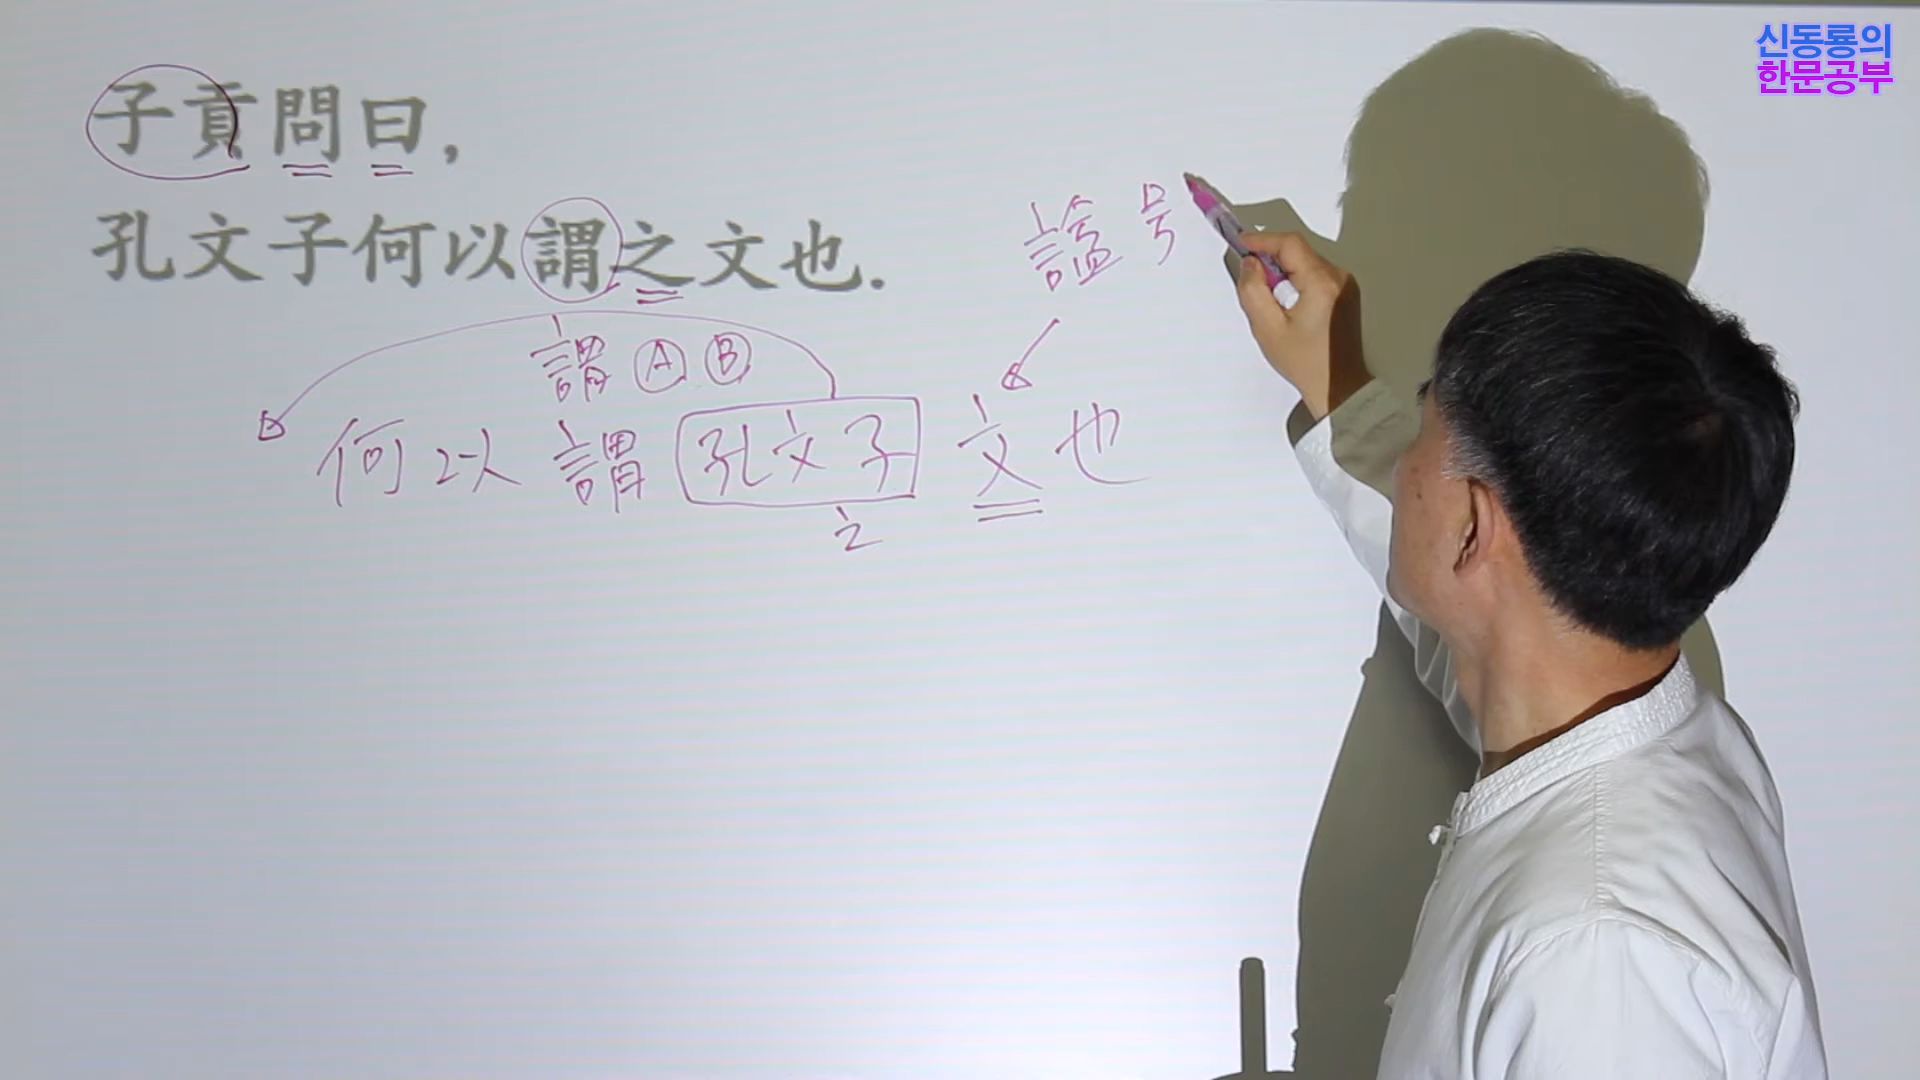 신동룡의
한문공부
子貢問曰,
孔文子何以謂之文也.
諡号
謂 A B
何以謂孔文子文也
之